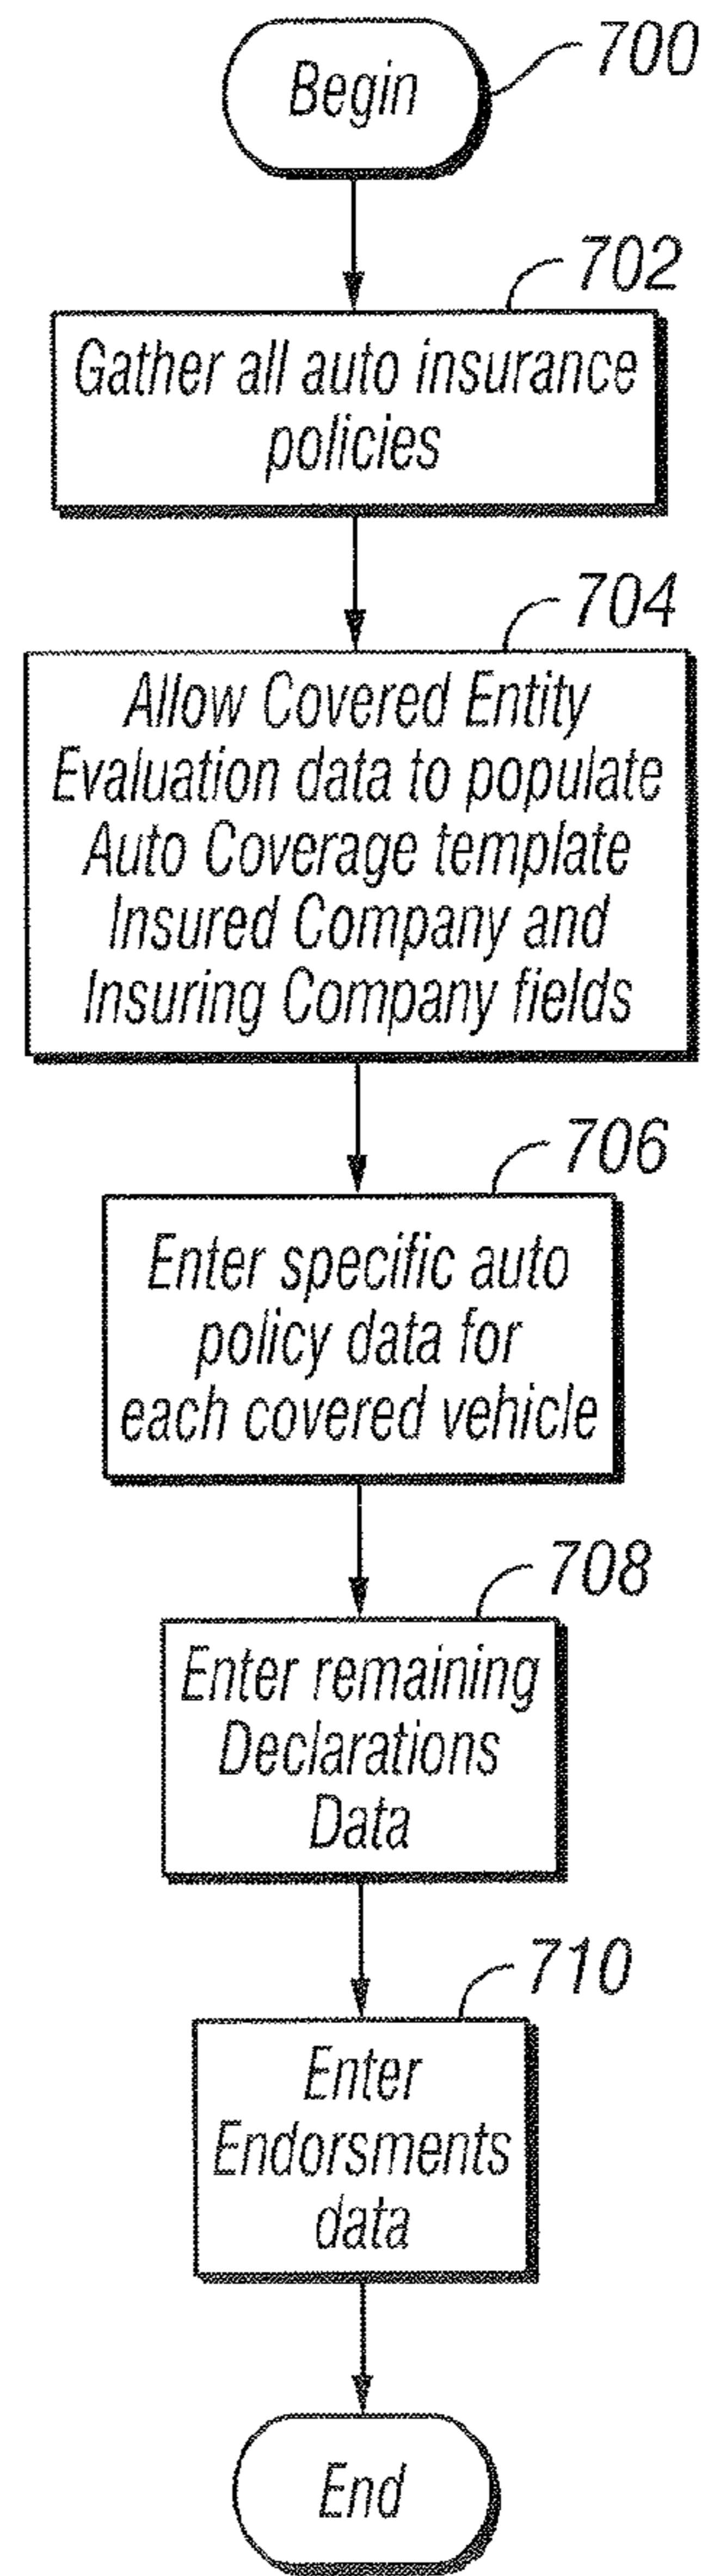 700
Begin
702
Gather all auto insurance
policies
704
Allow Covered Entity
Evaluation data to populate
Auto Coverage template
Insured Company and
Insuring Company fields
706
Enter specific auto
policy data for
each covered vehicle
708
Enter remaining
Declarations
Data
710
Enter
Endorsments
data
End